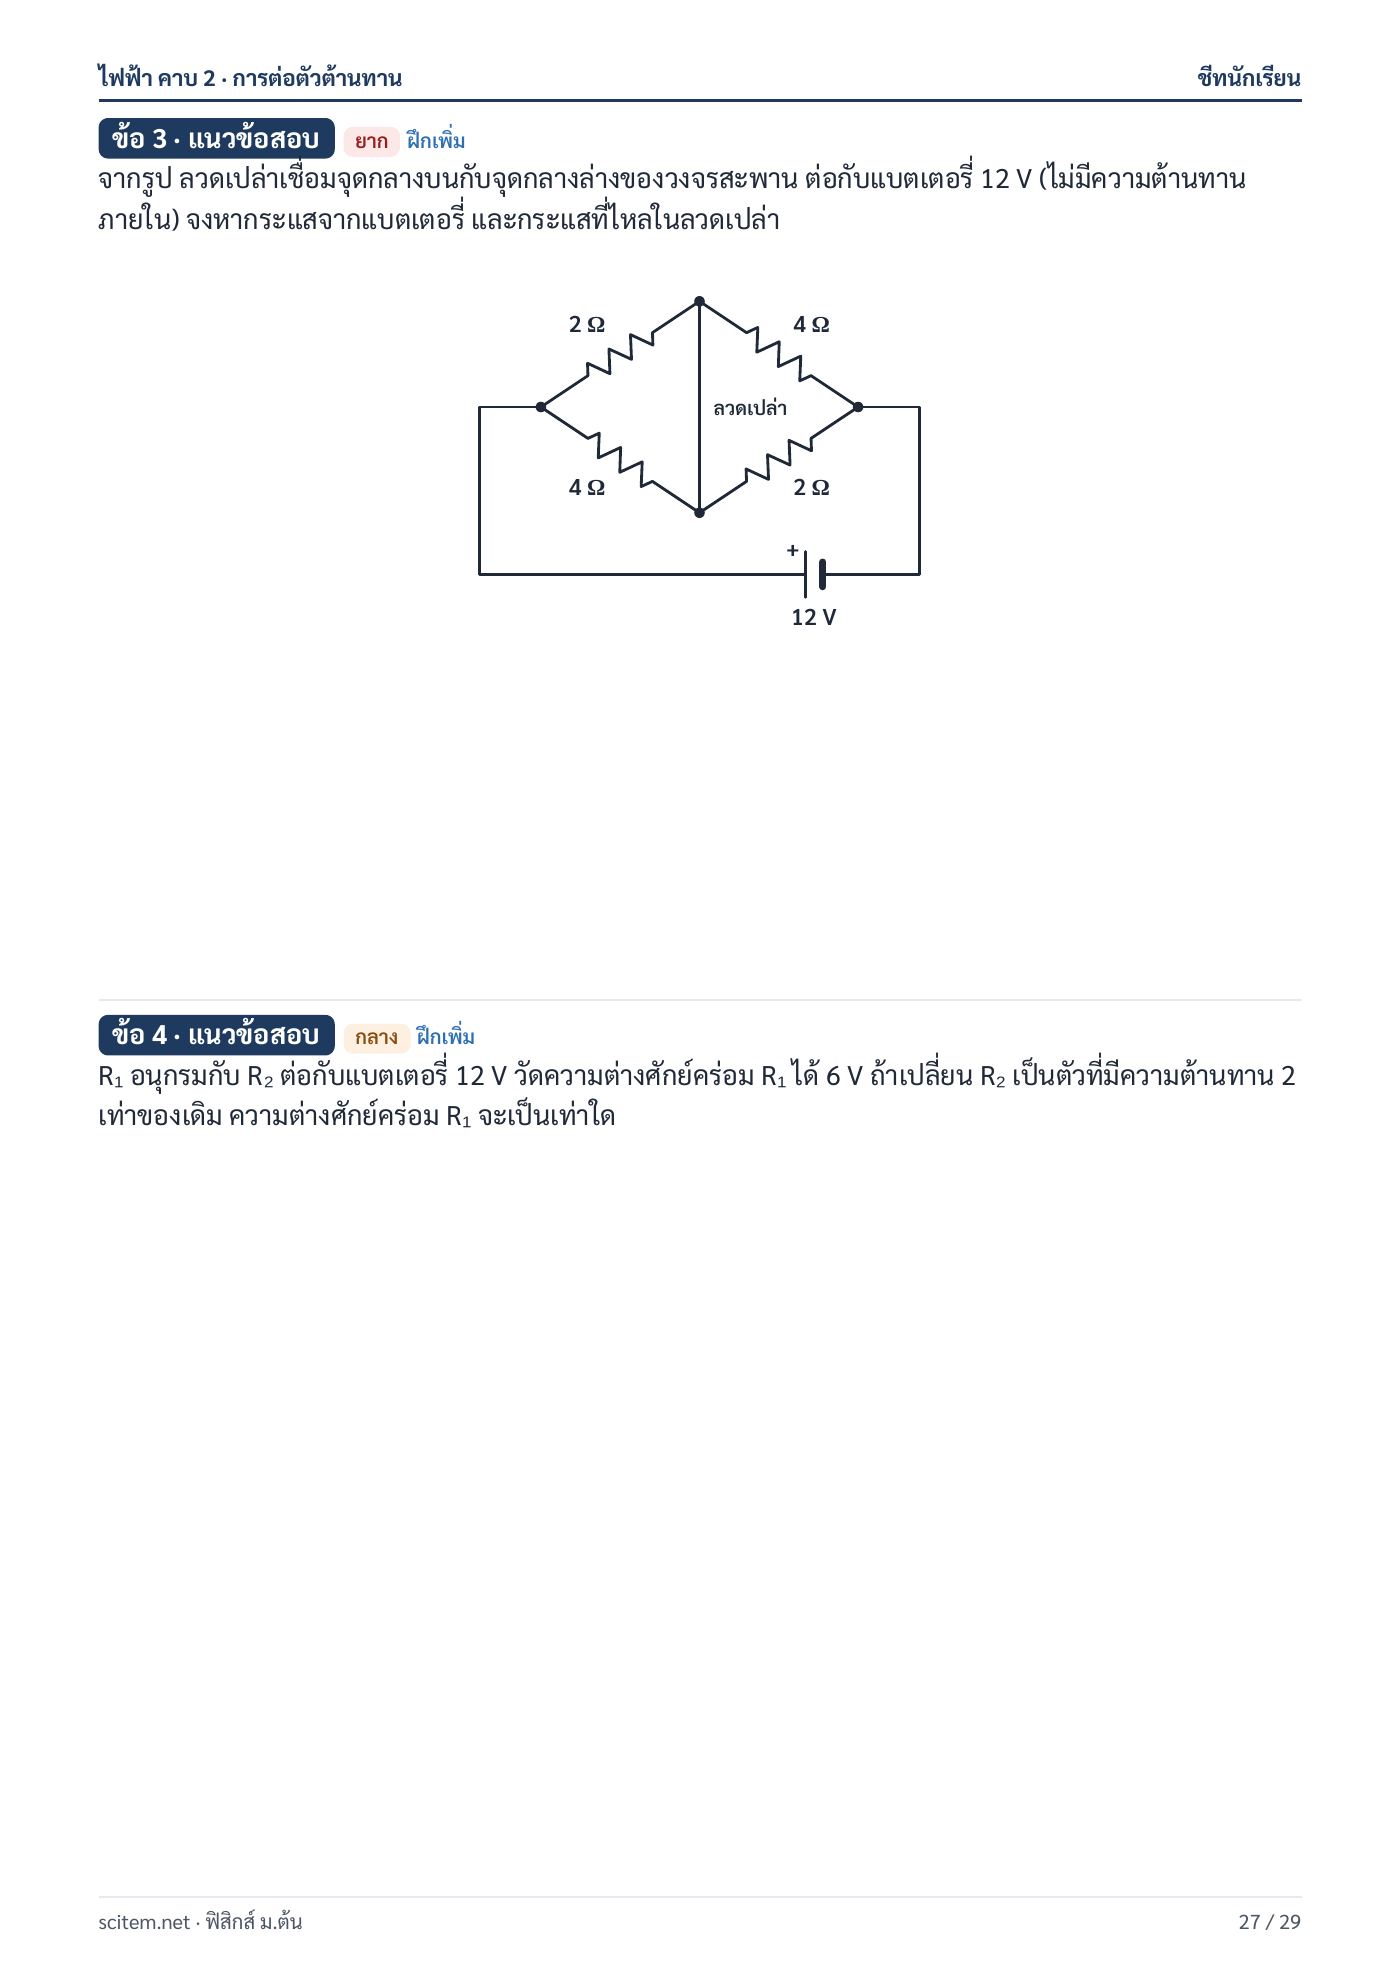 ไฟฟ้า คาบ 2 · การต่อตัวต้านทาน
ชีทนักเรียน
ข้อ 3 · แนวข้อสอบ ยาก ฝึกเพิ่ม
จากรูป ลวดเปล่าเชื่อมจุดกลางบนกับจุดกลางล่างของวงจรสะพาน ต่อกับแบตเตอรี่ 12 V (ไม่มีความต้านทาน
ภายใน) จงหากระแสจากแบตเตอรี่ และกระแสที่ไหลในลวดเปล่า
2 Ω
4 Ω
ลวดเปล่า
4 Ω
2 Ω
+
12 V
ข้อ 4 · แนวข้อสอบ กลาง ฝึกเพิ่ม
R₁ อนุกรมกับ R₂ ต่อกับแบตเตอรี่ 12 V วัดความต่างศักย์คร่อม R₁ ได้ 6 V ถ้าเปลี่ยน R₂ เป็นตัวที่มีความต้านทาน 2
เท่าของเดิม ความต่างศักย์คร่อม R₁ จะเป็นเท่าใด
scitem.net · ฟิสิกส์ ม.ต้น
27 / 29